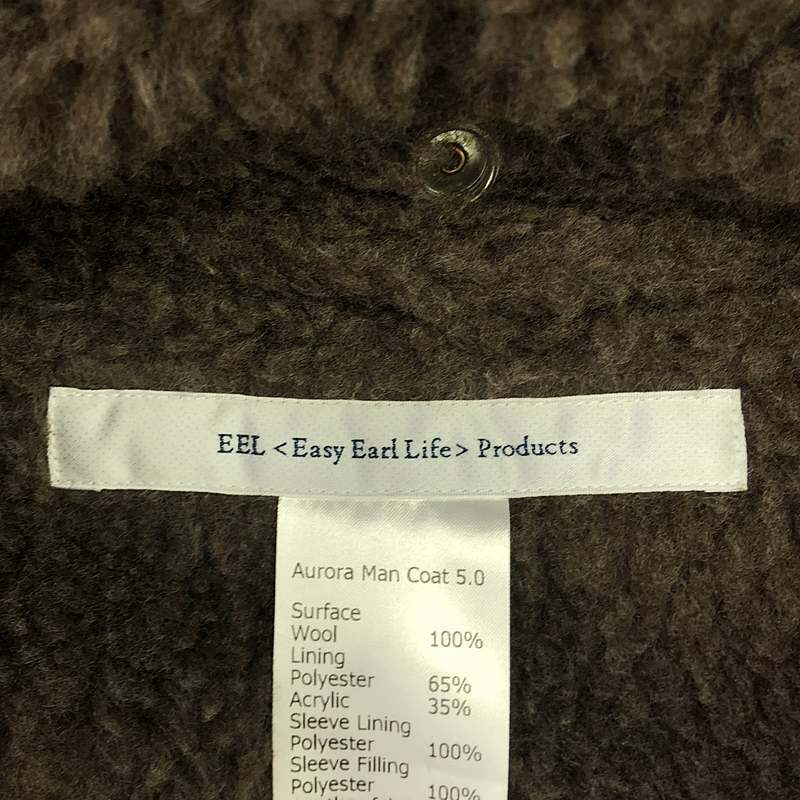 EEL <Easy Earl Life> Products
Aurora Man Coat 5.0
Surface
Wool 100%
Lining
Polyester 65%
Acrylic 35%
Sleeve Lining
Polyester 100%
Sleeve Filling
Polyester 100%